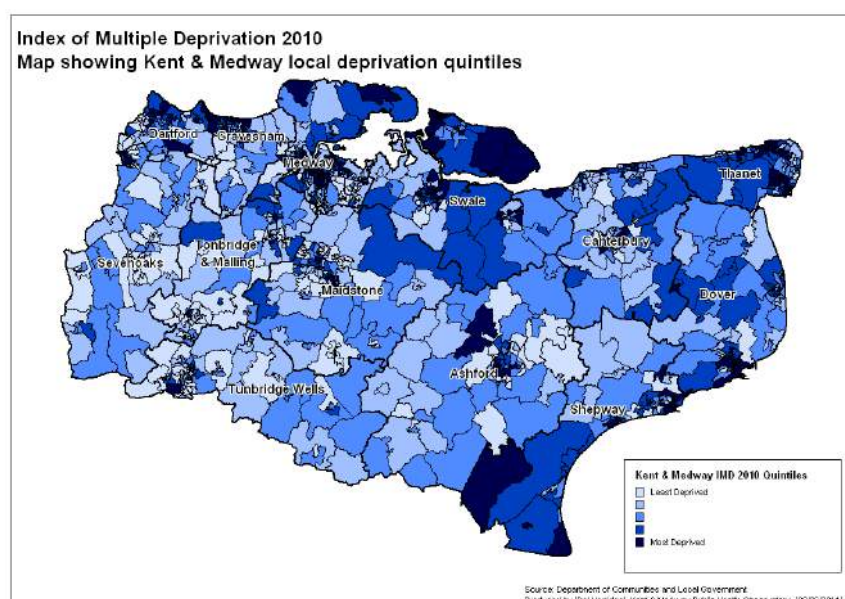 Index of Multiple Deprivation 2010
Map showing Kent & Medway local deprivation quintiles
Dartford
Gravesham
Medway
Thanet
Swale
Canterbury
Tonbridge
& Malling
Sevenoaks
Maidstone
Dover
Ashford
Tunbridge Wells
Shepway
Kent & Medway IMD 2010 Quintiles
Least Deprived
Most Deprived
Source: Department of Communities and Local Government